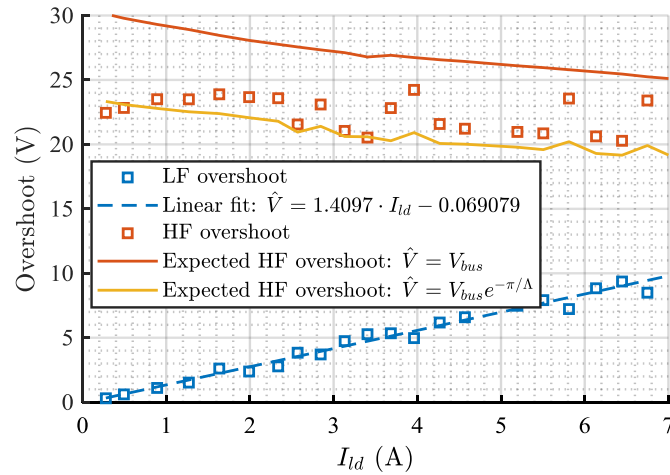 30
25
20
15
10
5
0
Overshoot (V)
LF overshoot
Linear fit: V̂ = 1.4097 · I_ld − 0.069079
HF overshoot
Expected HF overshoot: V̂ = V_bus
Expected HF overshoot: V̂ = V_bus e^{−π/Λ}
0 1 2 3 4 5 6 7
I_ld (A)